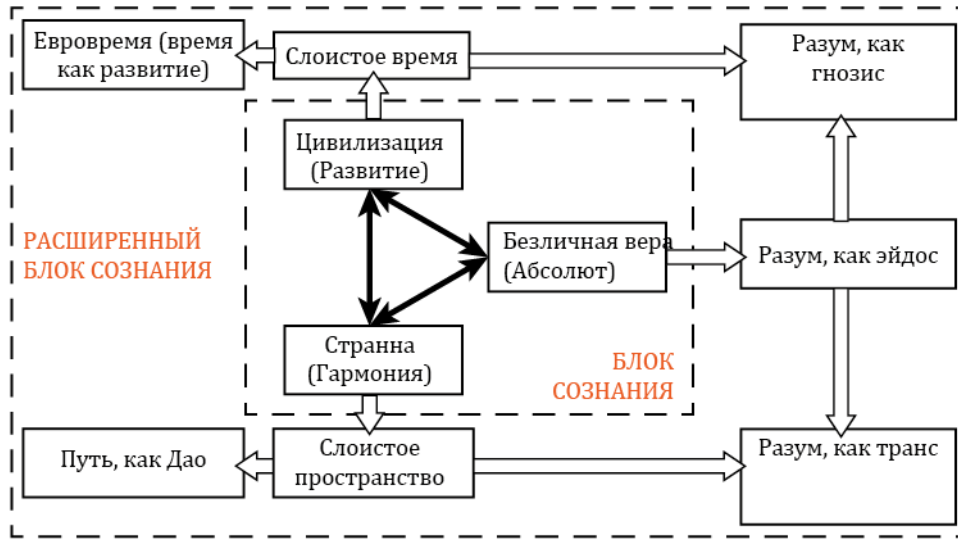 Евровремя (время
как развитие)
Слоистое время
Разум, как
гнозис
Цивилизация
(Развитие)
РАСШИРЕННЫЙ
БЛОК СОЗНАНИЯ
Безличная вера
(Абсолют)
Разум, как эйдос
Странна
(Гармония)
БЛОК
СОЗНАНИЯ
Путь, как Дао
Слоистое
пространство
Разум, как транс